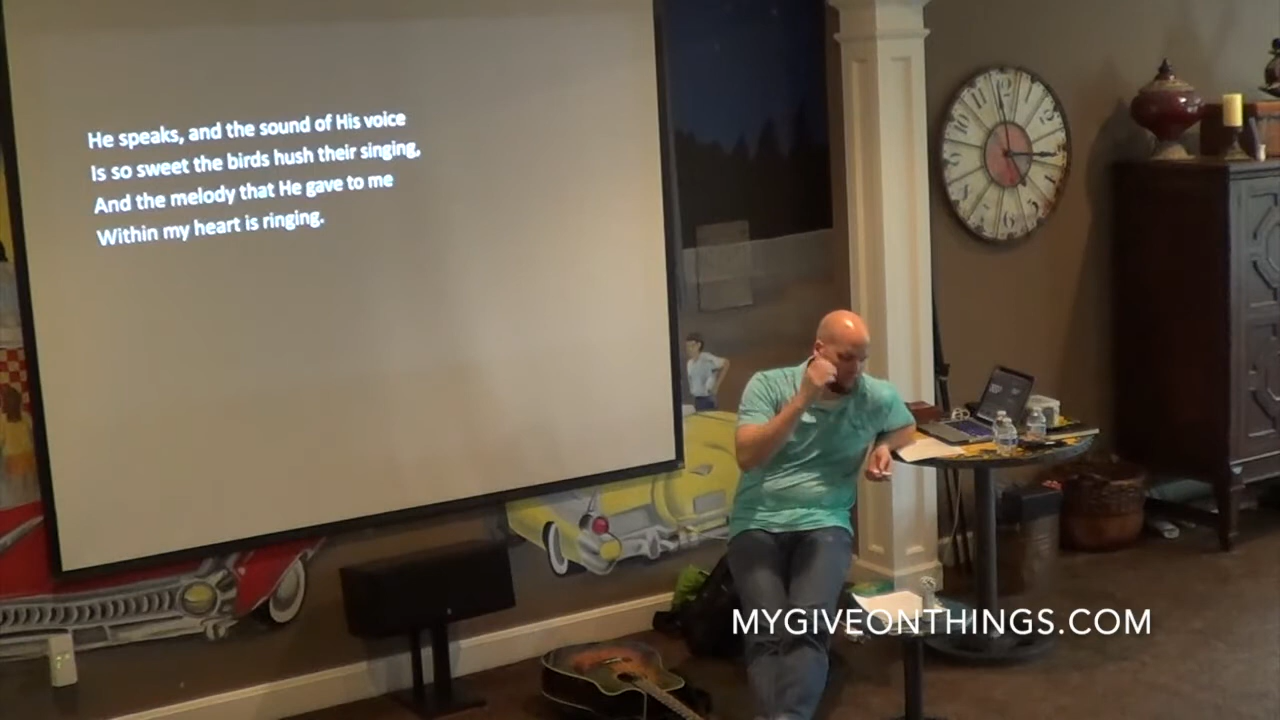 He speaks, and the sound of His voice
Is so sweet the birds hush their singing,
And the melody that He gave to me
Within my heart is ringing.
MYGIVEONTHINGS.COM